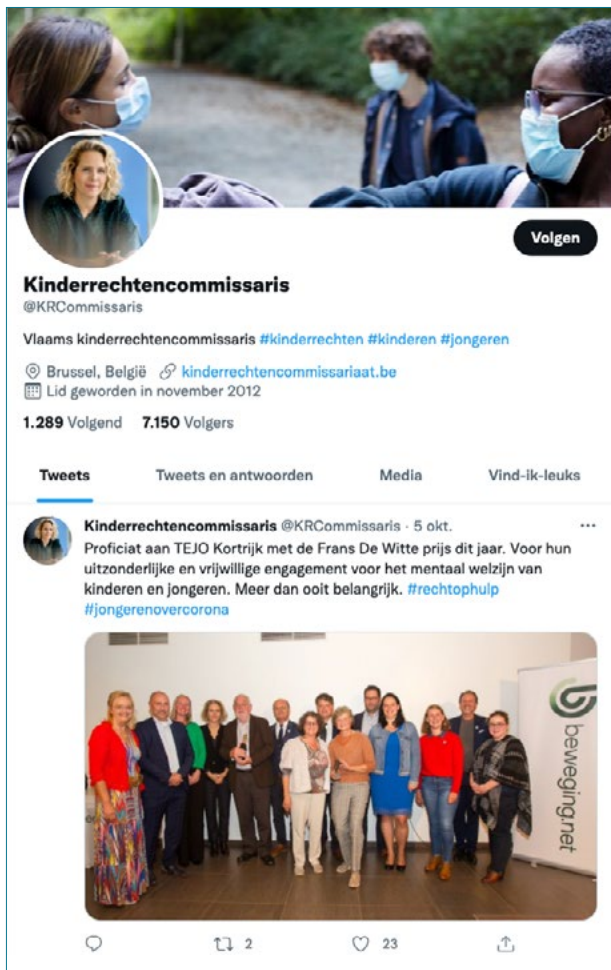 Volgen
Kinderrechtencommissaris
@KRCommissaris
Vlaams kinderrechtencommissaris #kinderrechten #kinderen #jongeren
Brussel, België kinderrechtencommissariaat.be
Lid geworden in november 2012
1.289 Volgend 7.150 Volgers
Tweets Tweets en antwoorden Media Vind-ik-leuks
Kinderrechtencommissaris @KRCommissaris · 5 okt. ...
Proficiat aan TEJO Kortrijk met de Frans De Witte prijs dit jaar. Voor hun
uitzonderlijke en vrijwillige engagement voor het mentaal welzijn van
kinderen en jongeren. Meer dan ooit belangrijk. #rechtophulp
#jongerenovercorona
beweging.net
2 23